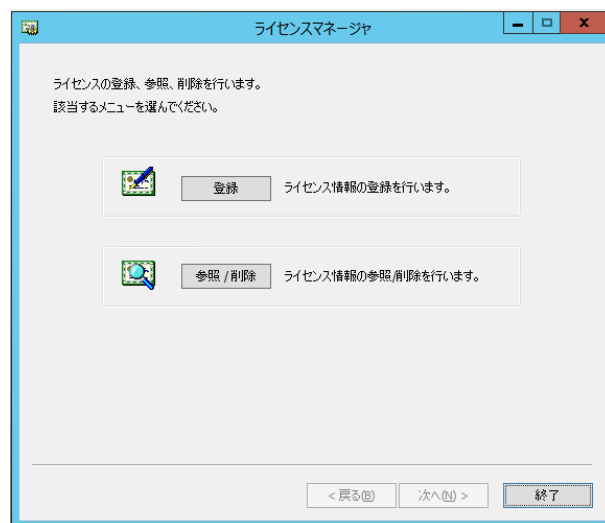 ライセンスマネージャ
ライセンスの登録、参照、削除を行います。
該当するメニューを選んでください。
登録 ライセンス情報の登録を行います。
参照 / 削除 ライセンス情報の参照/削除を行います。
< 戻る(B) 次へ(N) > 終了